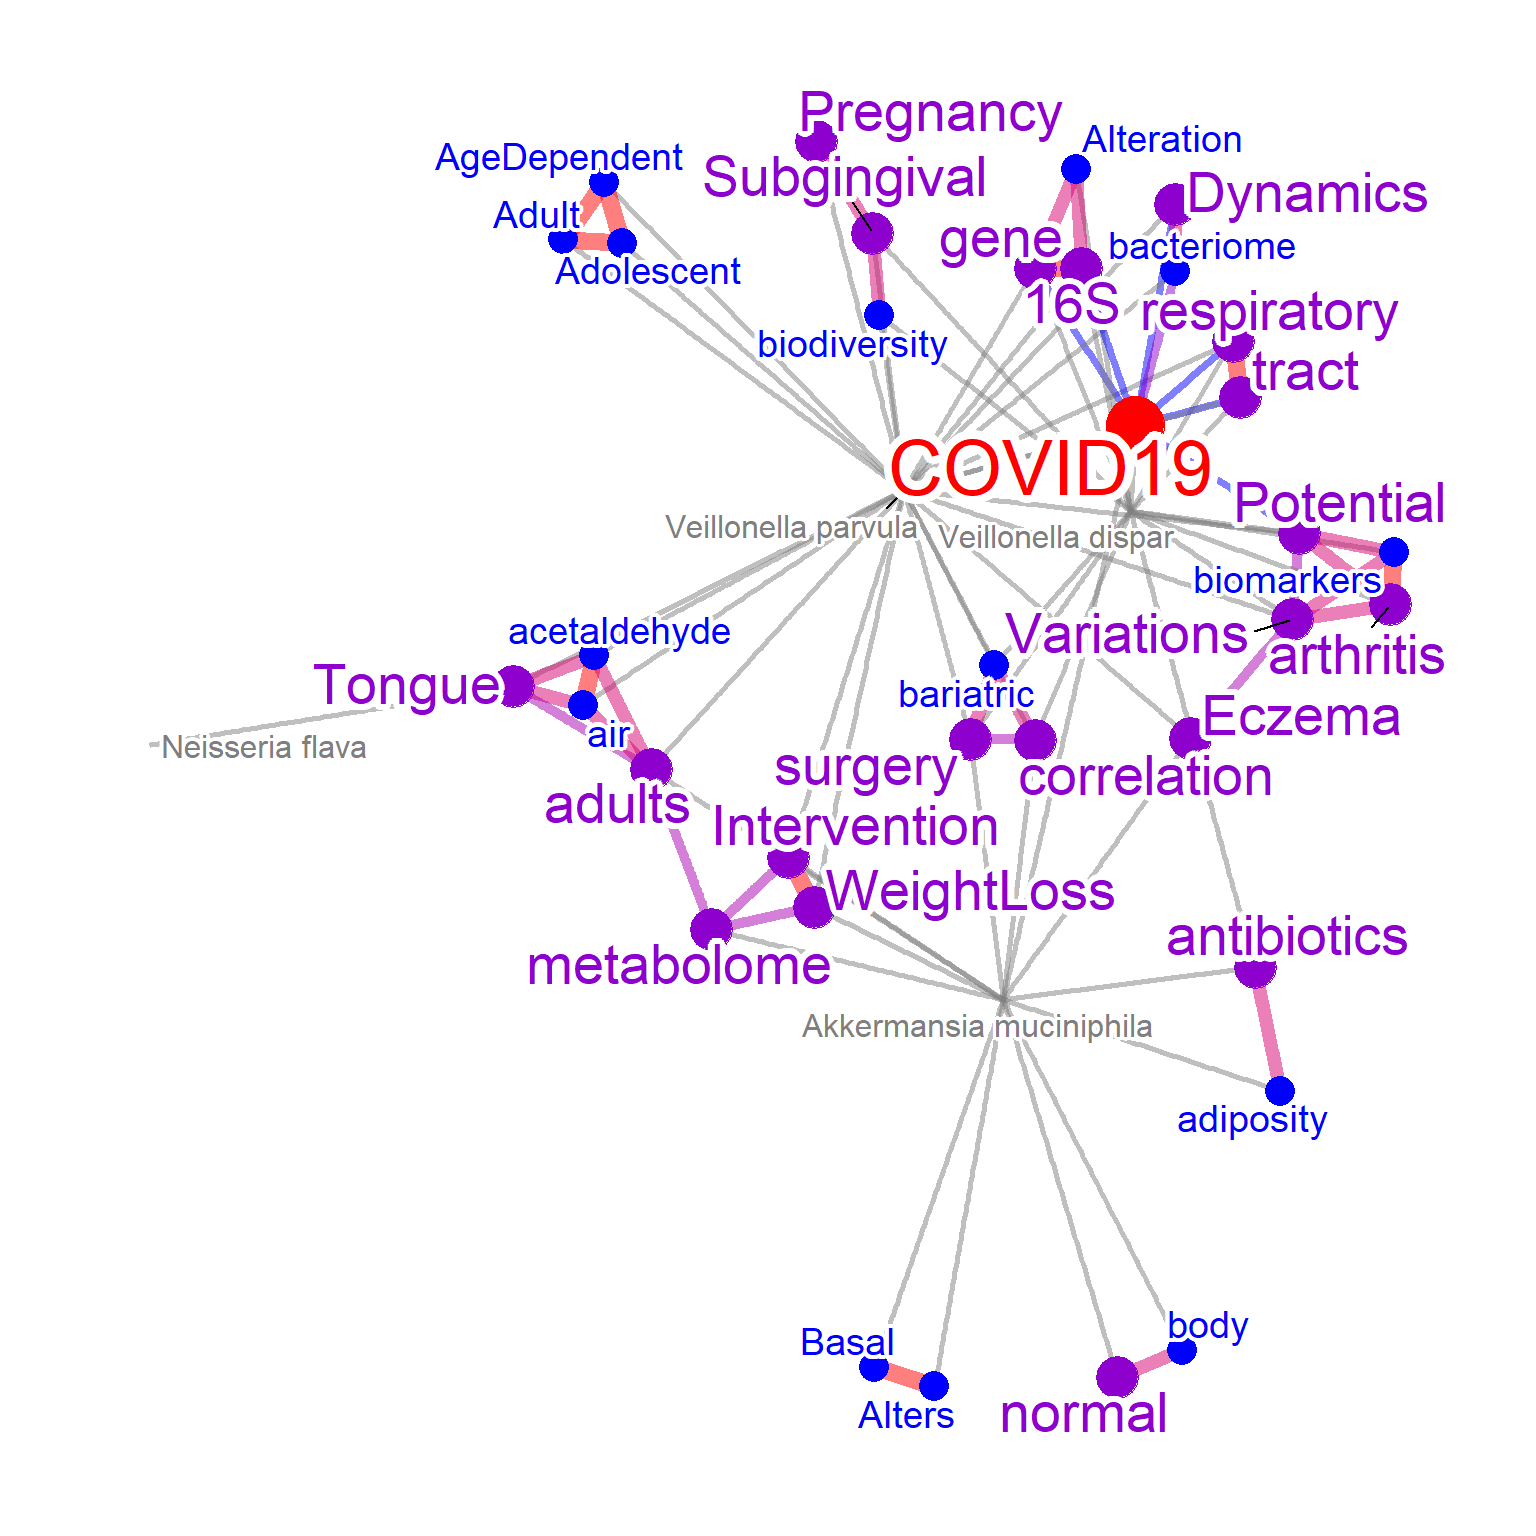 Pregnancy
Alteration
AgeDependent
Subgingival
Dynamics
Adult
gene
bacteriome
Adolescent
16S
respiratory
biodiversity
tract
COVID19
Potential
Veillonella parvula
Veillonella dispar
biomarkers
acetaldehyde
Variations
arthritis
Tongue
bariatric
Eczema
air
Neisseria flava
surgery
correlation
adults
Intervention
WeightLoss
antibiotics
metabolome
Akkermansia muciniphila
adiposity
body
Basal
Alters
normal